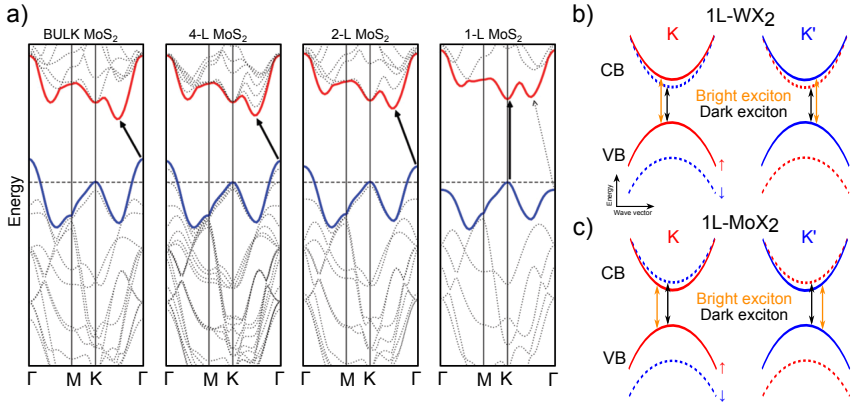 a)
BULK MoS2
4-L MoS2
2-L MoS2
1-L MoS2
Energy
Γ M K Γ
Γ M K Γ
Γ M K Γ
Γ M K Γ
b)
1L-WX2
K
K'
CB
Bright exciton
Dark exciton
VB
↑
↓
Energy
Wave vector
c)
1L-MoX2
K
K'
CB
Bright exciton
Dark exciton
VB
↑
↓